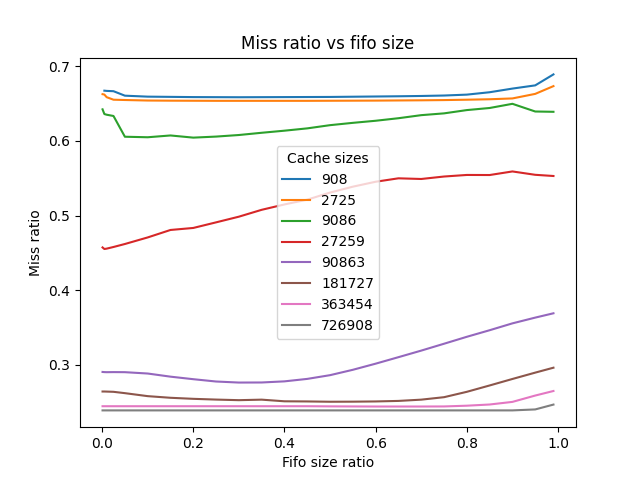 Miss ratio vs fifo size
Miss ratio
0.7
0.6
0.5
0.4
0.3
Cache sizes
908
2725
9086
27259
90863
181727
363454
726908
0.0 0.2 0.4 0.6 0.8 1.0
Fifo size ratio